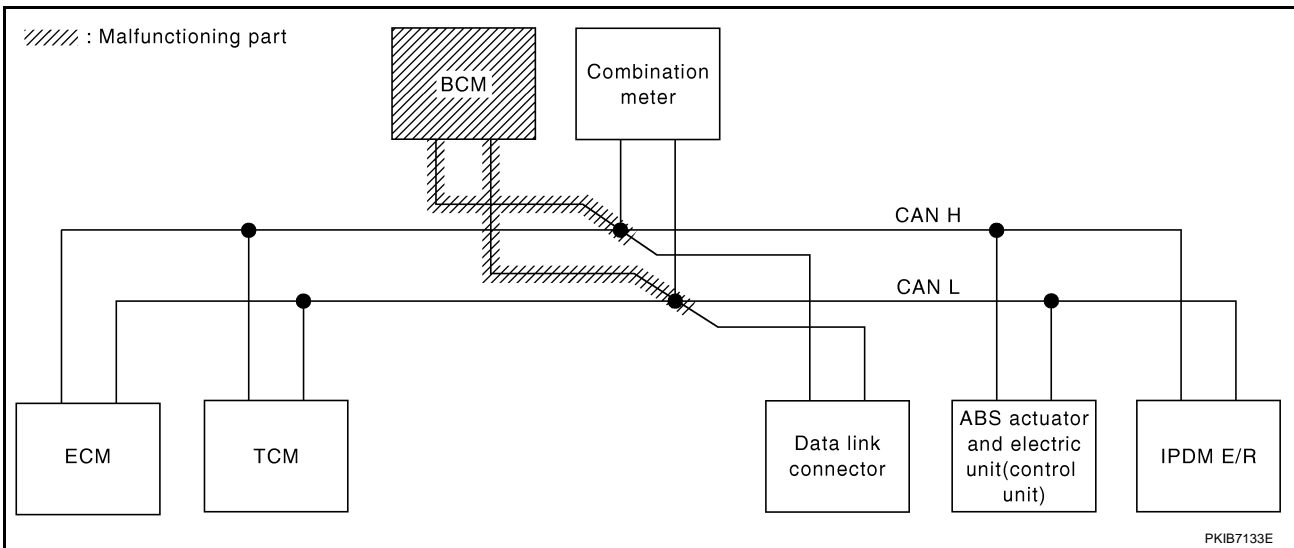 : Malfunctioning part
BCM
Combination
meter
CAN H
CAN L
ECM
TCM
Data link
connector
ABS actuator
and electric
unit(control
unit)
IPDM E/R
PKIB7133E